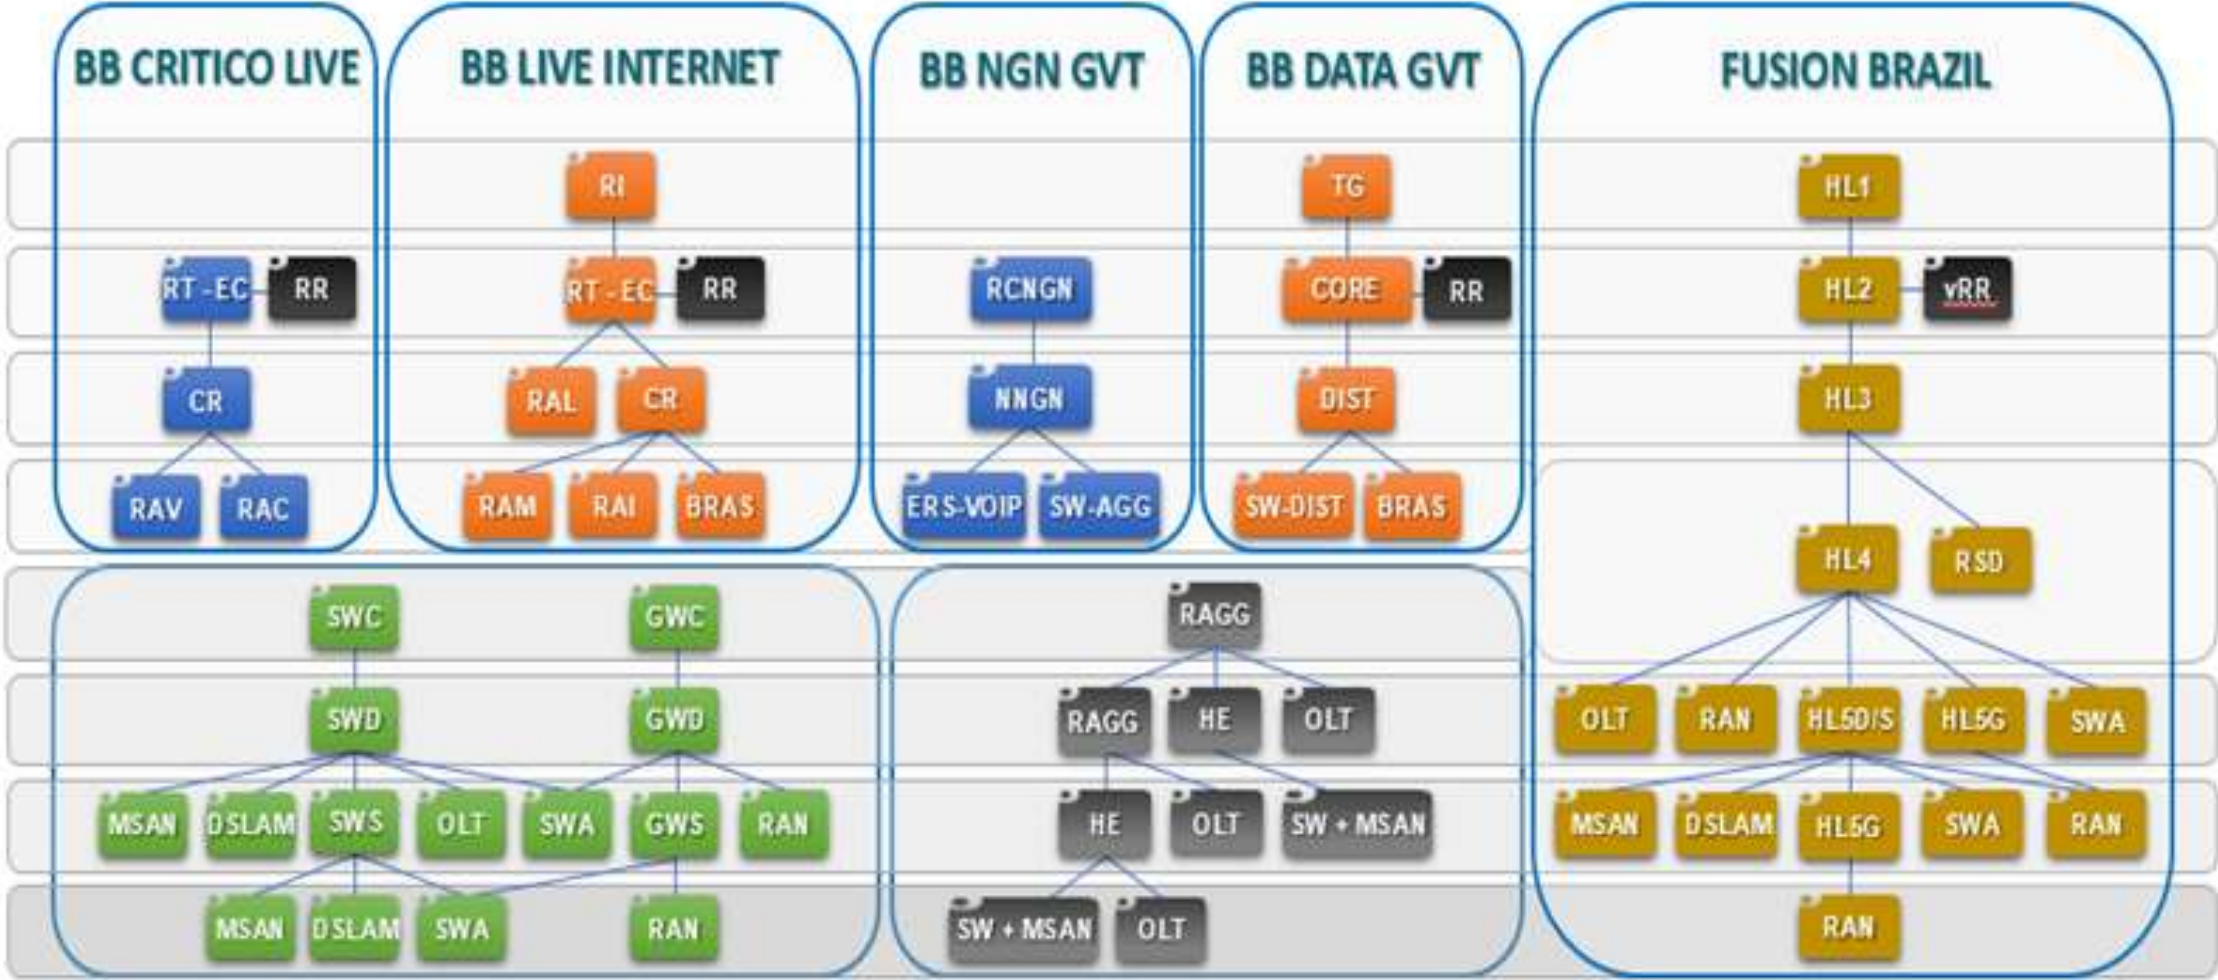 BB CRITICO LIVE
BB LIVE INTERNET
BB NGN GVT
BB DATA GVT
FUSION BRAZIL
RI
TG
HL1
RT - EC
RR
RT - EC
RR
RCNGN
CORE
RR
HL2
vRR
CR
RAL
CR
NNGN
DIST
HL3
RAV
RAC
RAM
RAI
BRAS
ERS-VOIP
SW-AGG
SW-DIST
BRAS
HL4
RSD
SWC
GWC
RAGG
SWD
GWD
RAGG
HE
OLT
OLT
RAN
HL5D/S
HL5G
SWA
MSAN
DSLAM
SWS
OLT
SWA
GWS
RAN
HE
OLT
SW + MSAN
MSAN
DSLAM
HL5G
SWA
RAN
MSAN
DSLAM
SWA
RAN
SW + MSAN
OLT
RAN